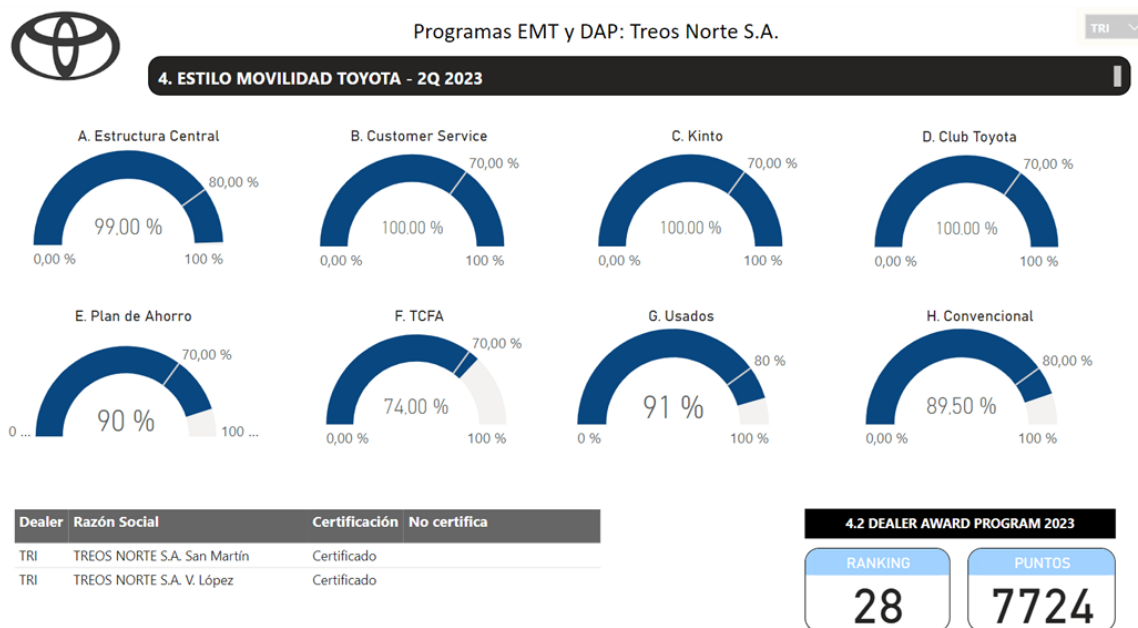 Programas EMT y DAP: Treos Norte S.A.
TRI
4. ESTILO MOVILIDAD TOYOTA - 2Q 2023
A. Estructura Central
80,00 %
99.00 %
0,00 %
100 %
B. Customer Service
70,00 %
100.00 %
0,00 %
100 %
C. Kinto
70,00 %
100.00 %
0,00 %
100 %
D. Club Toyota
70,00 %
100.00 %
0,00 %
100 %
E. Plan de Ahorro
70,00 %
90 %
0 ...
100 ...
F. TCFA
70,00 %
74.00 %
0,00 %
100 %
G. Usados
80 %
91 %
0 %
100 %
H. Convencional
80,00 %
89.50 %
0,00 %
100 %
Dealer Razón Social Certificación No certifica
TRI TREOS NORTE S.A. San Martín Certificado
TRI TREOS NORTE S.A. V. López Certificado
4.2 DEALER AWARD PROGRAM 2023
RANKING
28
PUNTOS
7724